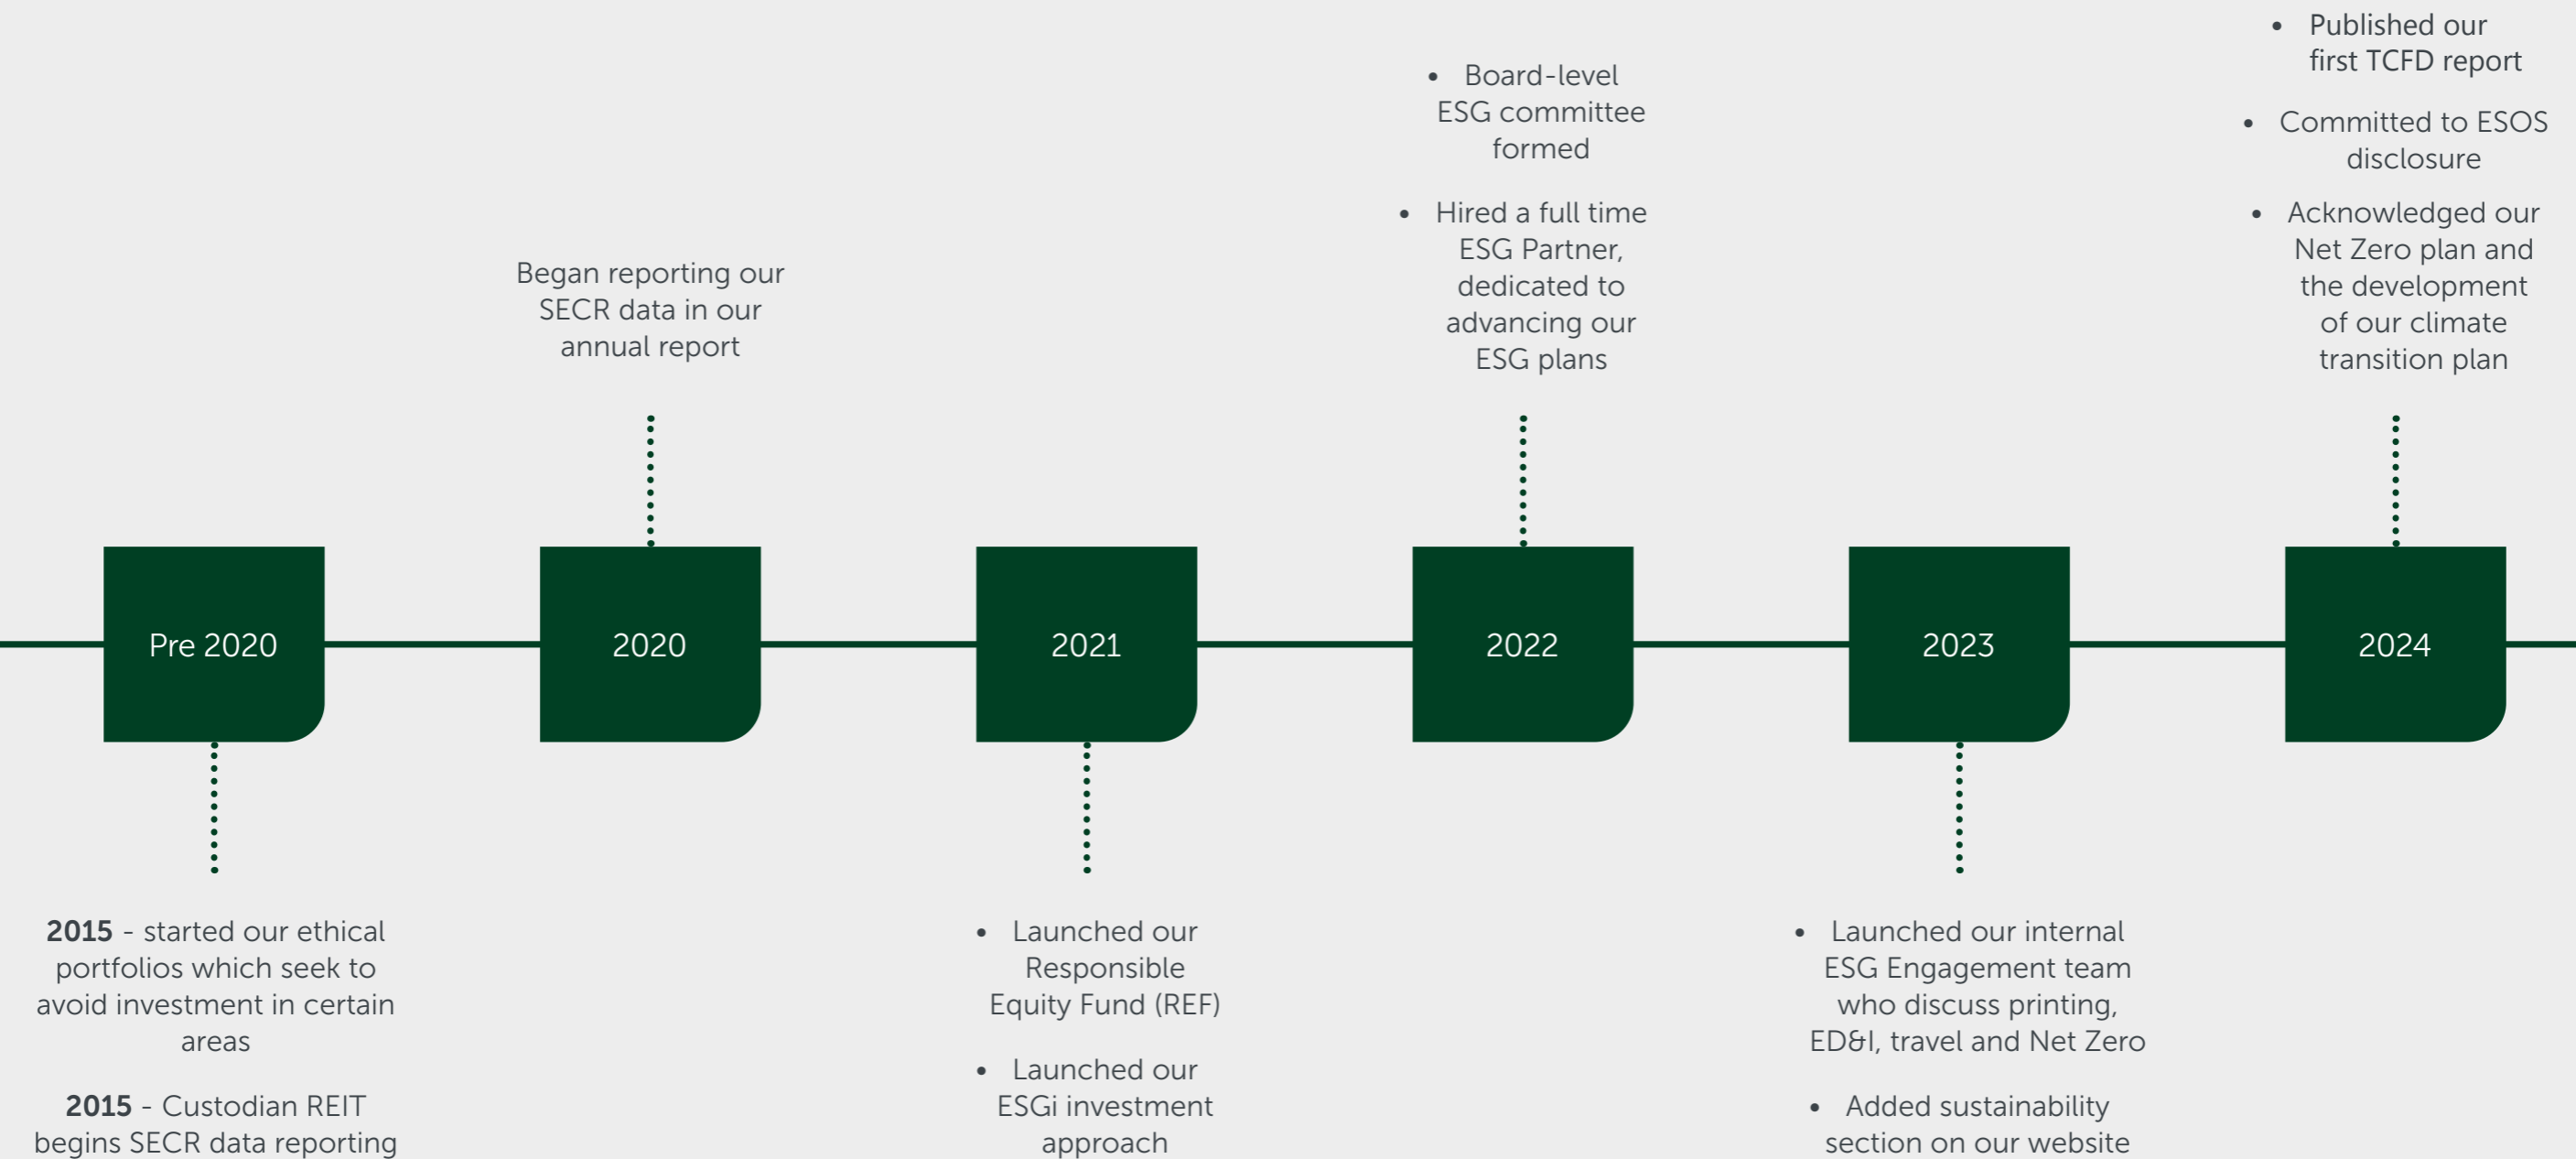 Pre 2020
2015 - started our ethical
portfolios which seek to
avoid investment in certain
areas
2015 - Custodian REIT
begins SECR data reporting
Began reporting our
SECR data in our
annual report
2020
2021
• Launched our
Responsible
Equity Fund (REF)
• Launched our
ESGi investment
approach
• Board-level
ESG committee
formed
• Hired a full time
ESG Partner,
dedicated to
advancing our
ESG plans
2022
2023
• Launched our internal
ESG Engagement team
who discuss printing,
ED&I, travel and Net Zero
• Added sustainability
section on our website
• Published our
first TCFD report
• Committed to ESOS
disclosure
• Acknowledged our
Net Zero plan and
the development
of our climate
transition plan
2024